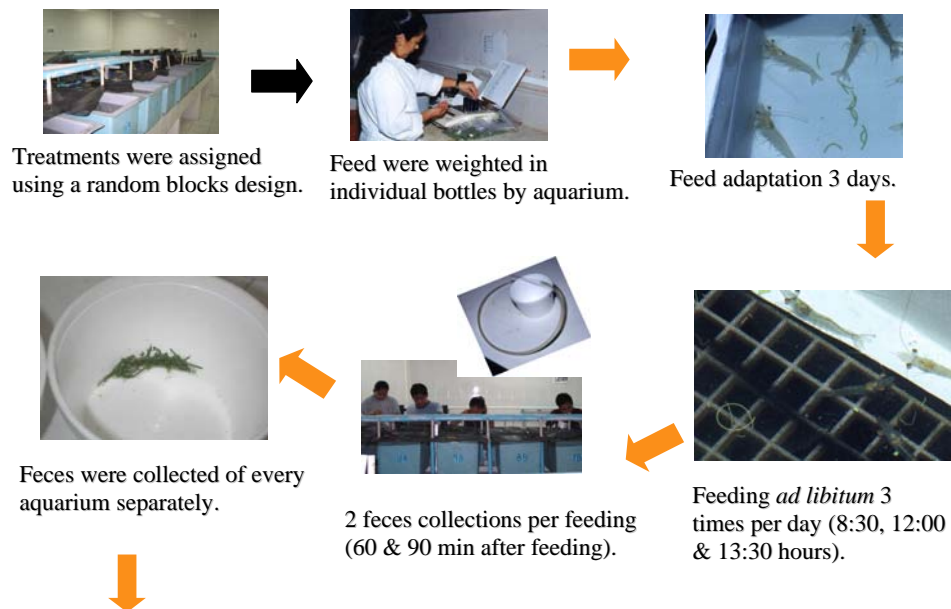 Treatments were assigned
using a random blocks design.
Feed were weighted in
individual bottles by aquarium.
Feed adaptation 3 days.
Feeding ad libitum 3
times per day (8:30, 12:00
& 13:30 hours).
2 feces collections per feeding
(60 & 90 min after feeding).
Feces were collected of every
aquarium separately.